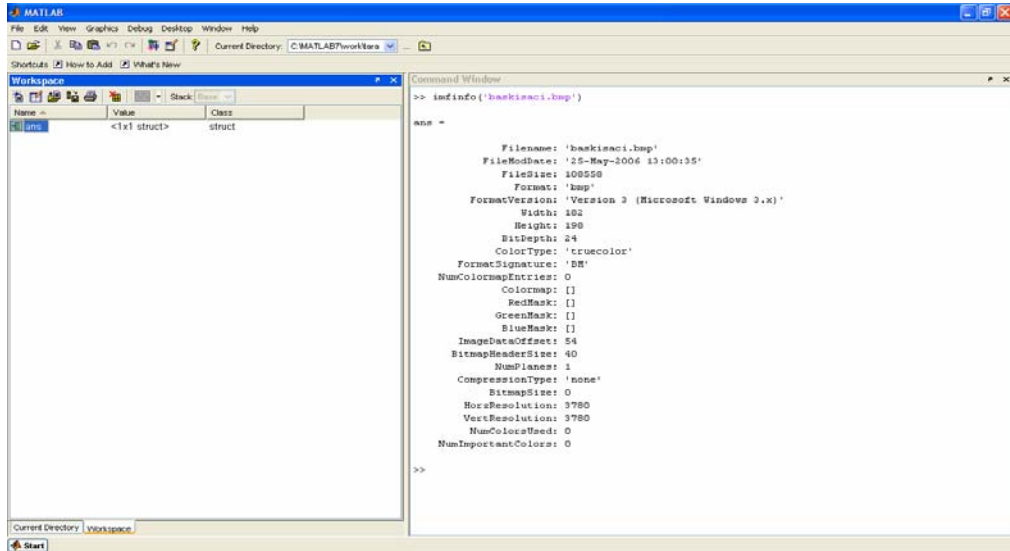 MATLAB
File Edit View Graphics Debug Desktop Window Help
Current Directory: C:\MATLAB7\work\tara
Shortcuts How to Add What's New
Workspace
Stack: Base
Name Value Class
ans <1x1 struct> struct
Current Directory Workspace
Command Window
>> imfinfo('baskisaci.bmp')
ans =
Filename: 'baskisaci.bmp'
FileModDate: '25-May-2006 13:00:35'
FileSize: 108558
Format: 'bmp'
FormatVersion: 'Version 3 (Microsoft Windows 3.x)'
Width: 182
Height: 198
BitDepth: 24
ColorType: 'truecolor'
FormatSignature: 'BM'
NumColormapEntries: 0
Colormap: []
RedMask: []
GreenMask: []
BlueMask: []
ImageDataOffset: 54
BitmapHeaderSize: 40
NumPlanes: 1
CompressionType: 'none'
BitmapSize: 0
HorzResolution: 3780
VertResolution: 3780
NumColorsUsed: 0
NumImportantColors: 0
>>
Start